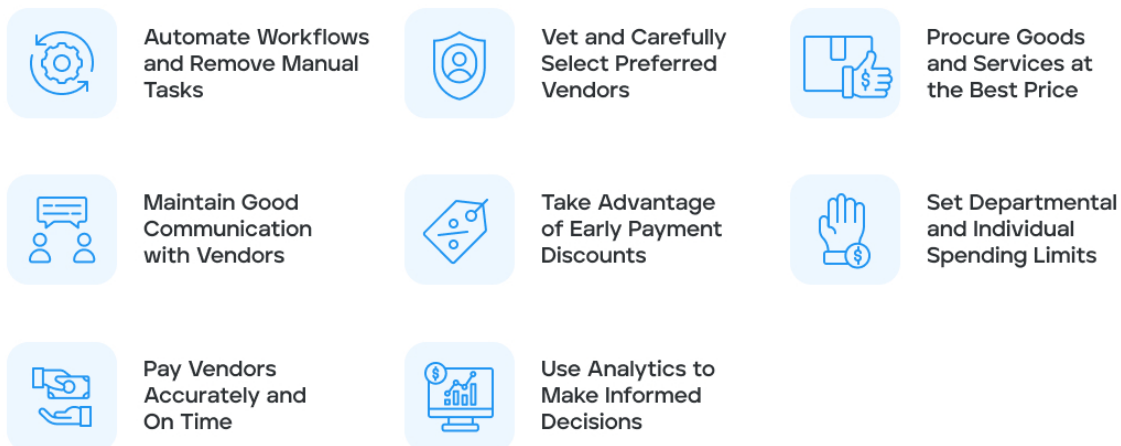 Automate Workflows
and Remove Manual
Tasks
Vet and Carefully
Select Preferred
Vendors
Procure Goods
and Services at
the Best Price
Maintain Good
Communication
with Vendors
Take Advantage
of Early Payment
Discounts
Set Departmental
and Individual
Spending Limits
Pay Vendors
Accurately and
On Time
Use Analytics to
Make Informed
Decisions